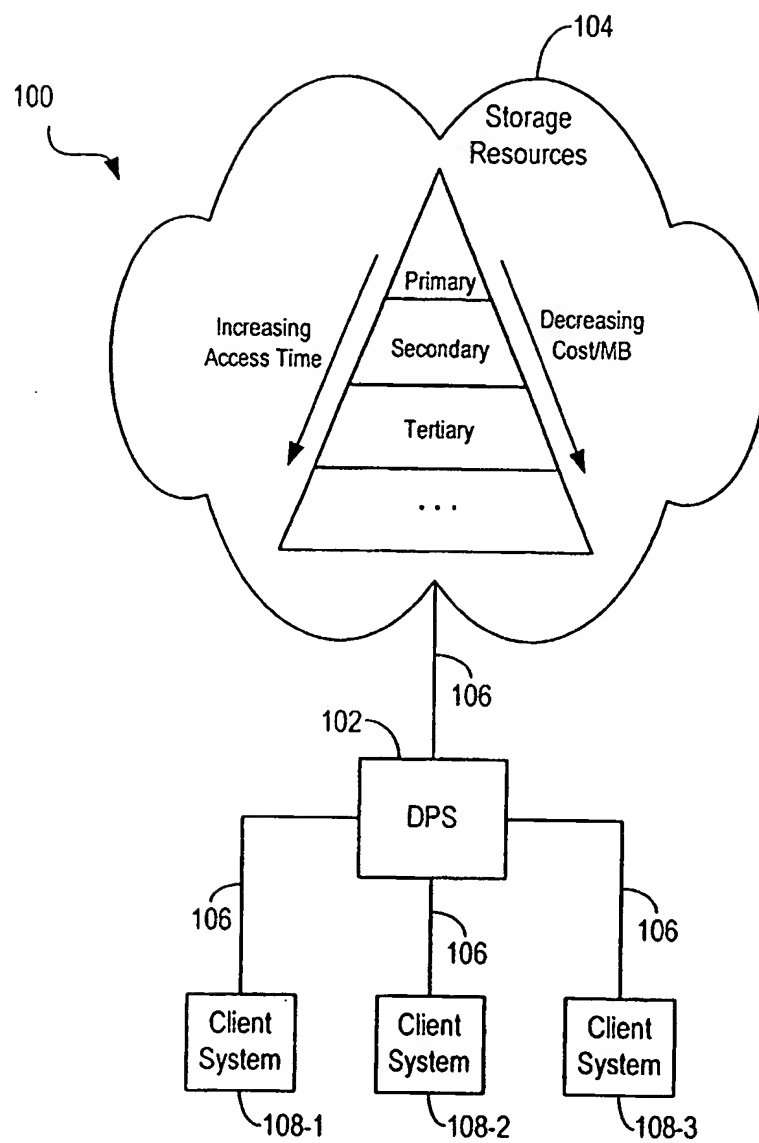 104
100
Storage
Resources
Primary
Increasing
Access Time
Decreasing
Cost/MB
Secondary
Tertiary
...
106
102
DPS
106
106
106
Client
System
Client
System
Client
System
108-1
108-2
108-3